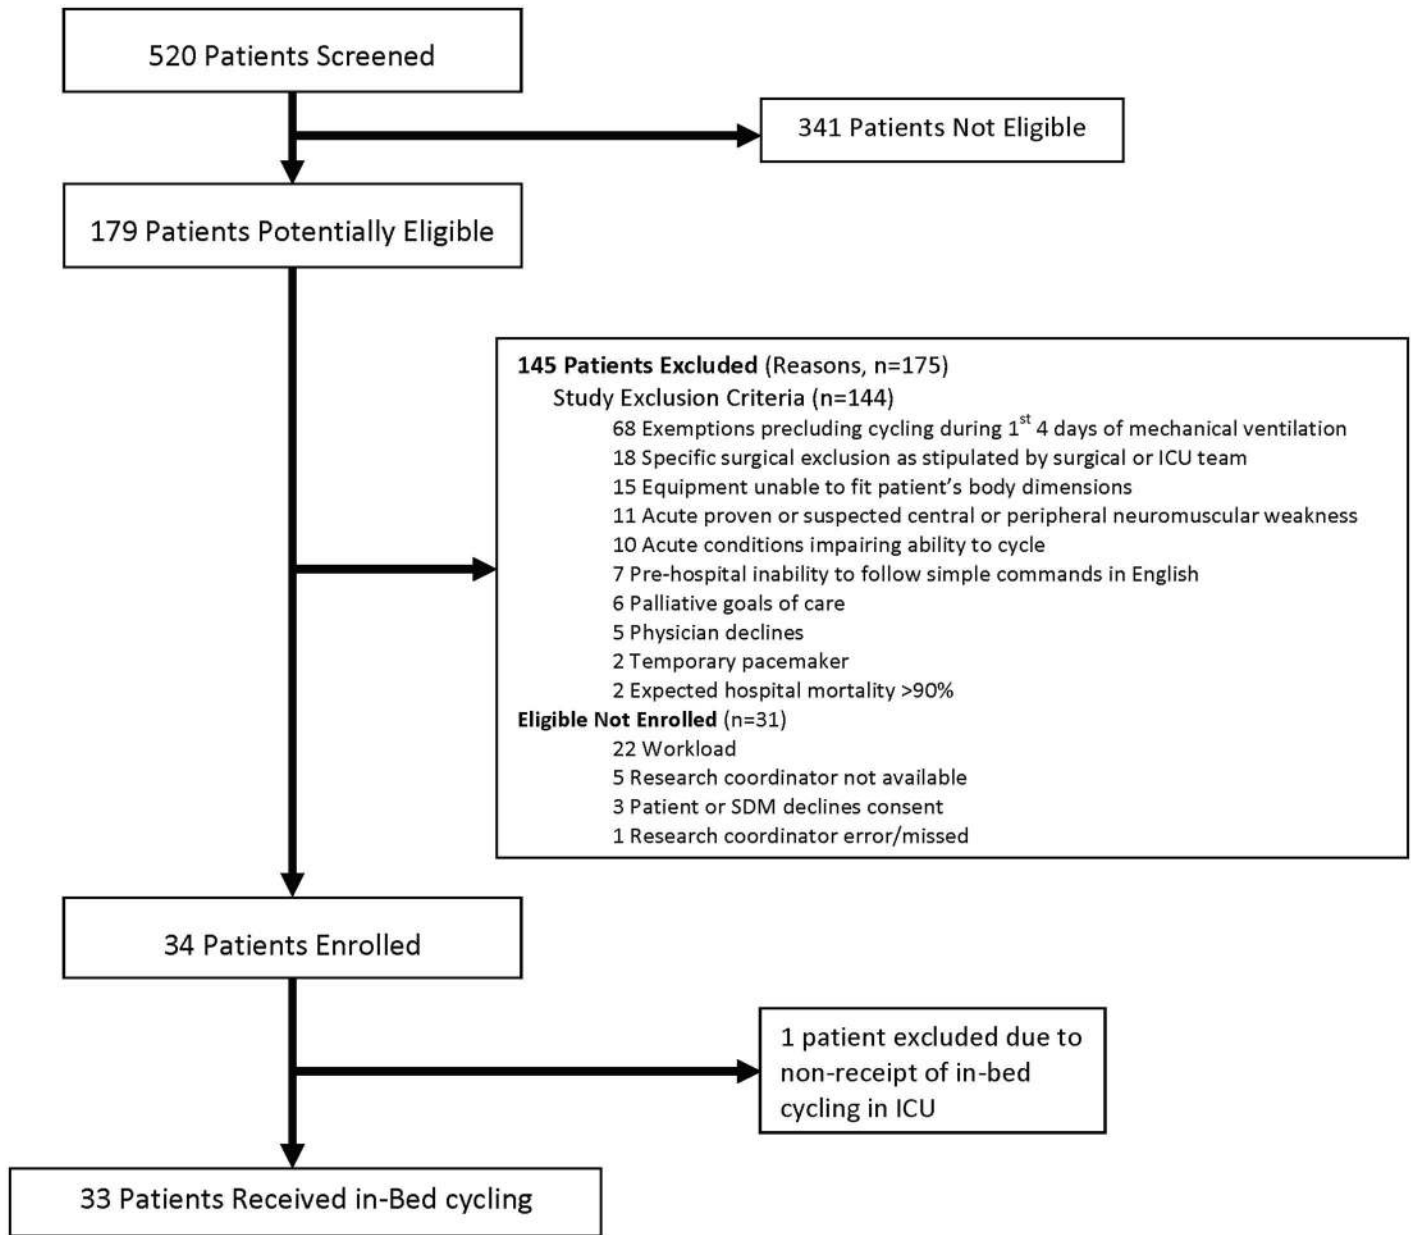 520 Patients Screened
341 Patients Not Eligible
179 Patients Potentially Eligible
145 Patients Excluded (Reasons, n=175)
Study Exclusion Criteria (n=144)
68 Exemptions precluding cycling during 1st 4 days of mechanical ventilation
18 Specific surgical exclusion as stipulated by surgical or ICU team
15 Equipment unable to fit patient’s body dimensions
11 Acute proven or suspected central or peripheral neuromuscular weakness
10 Acute conditions impairing ability to cycle
7 Pre-hospital inability to follow simple commands in English
6 Palliative goals of care
5 Physician declines
2 Temporary pacemaker
2 Expected hospital mortality >90%
Eligible Not Enrolled (n=31)
22 Workload
5 Research coordinator not available
3 Patient or SDM declines consent
1 Research coordinator error/missed
34 Patients Enrolled
1 patient excluded due to
non-receipt of in-bed
cycling in ICU
33 Patients Received in-Bed cycling